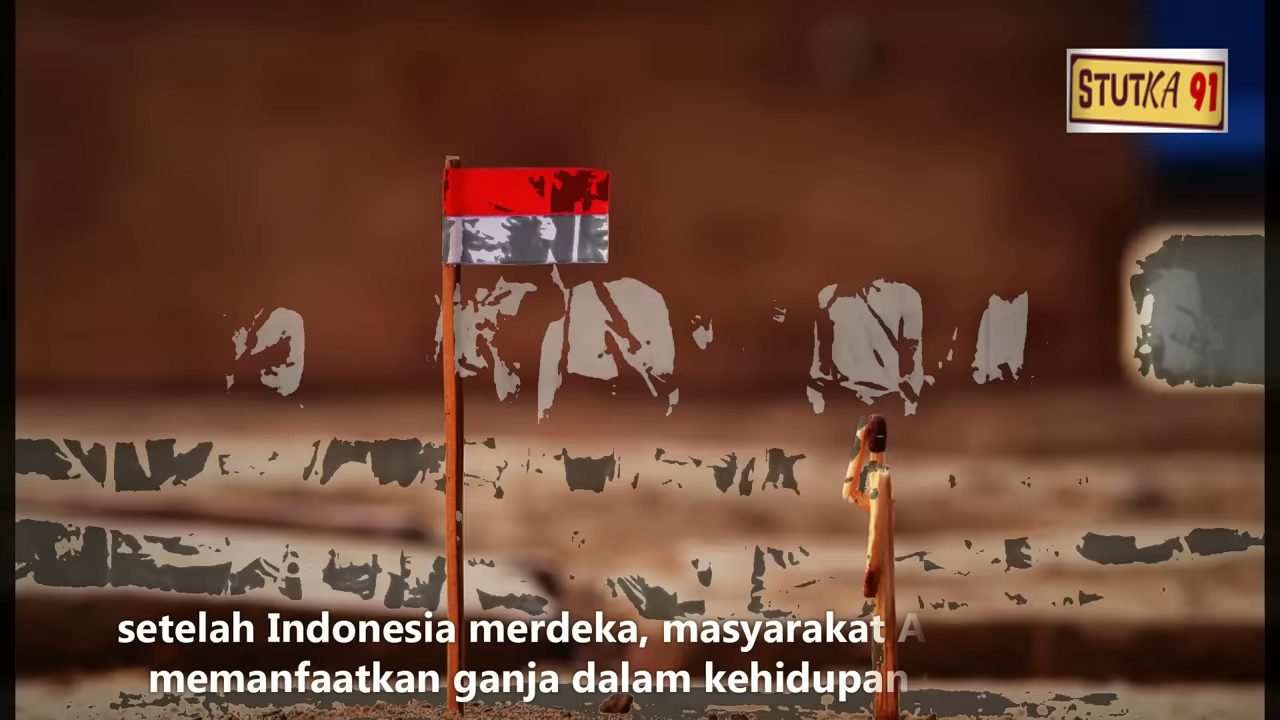 STUTKA 91
setelah Indonesia merdeka, masyarakat A
memanfaatkan ganja dalam kehidupan